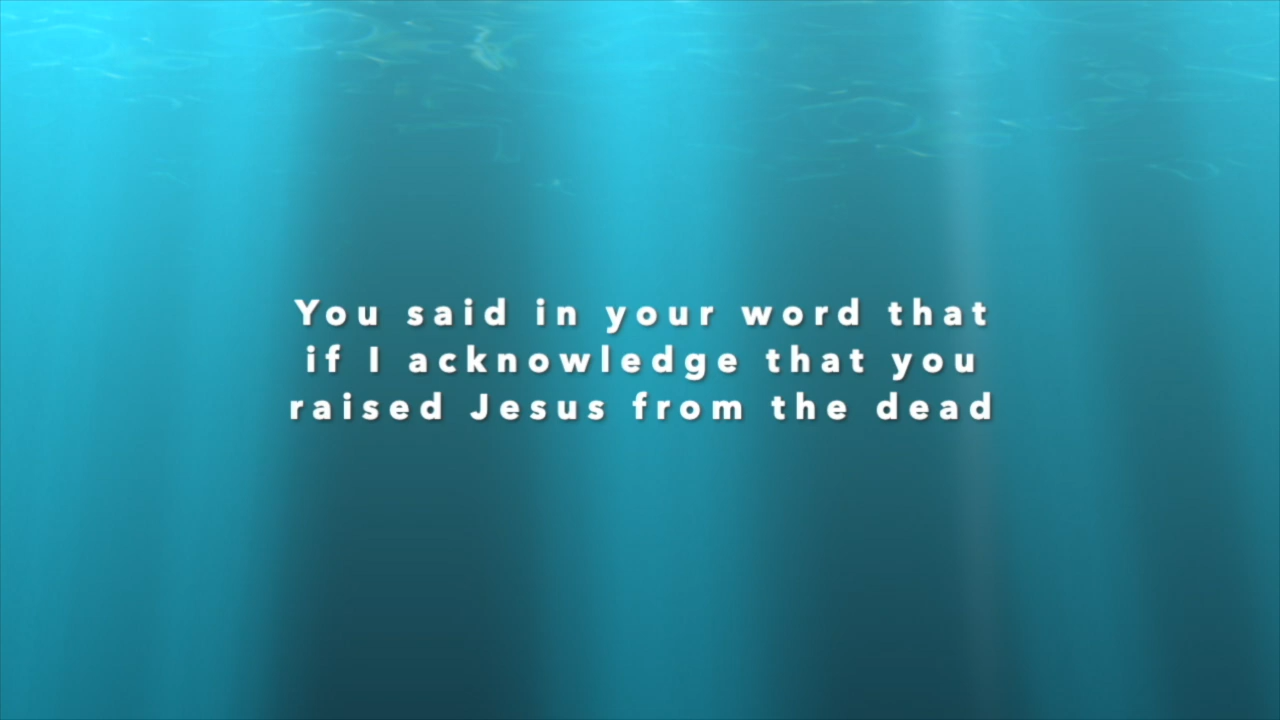 You said in your word that
if I acknowledge that you
raised Jesus from the dead